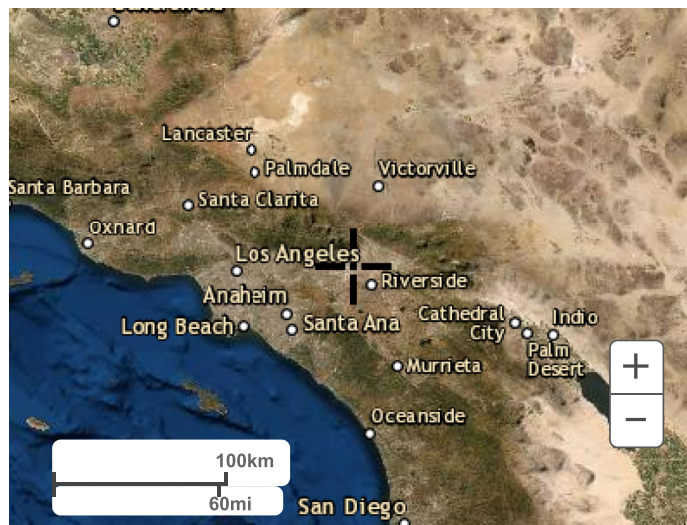 Lancaster
Palmdale
Victorville
Santa Barbara
Santa Clarita
Oxnard
Los Angeles
Riverside
Anaheim
Cathedral
City
Indio
Long Beach
Santa Ana
Palm
Desert
+
Murrieta
−
Oceanside
100km
60mi
San Diego